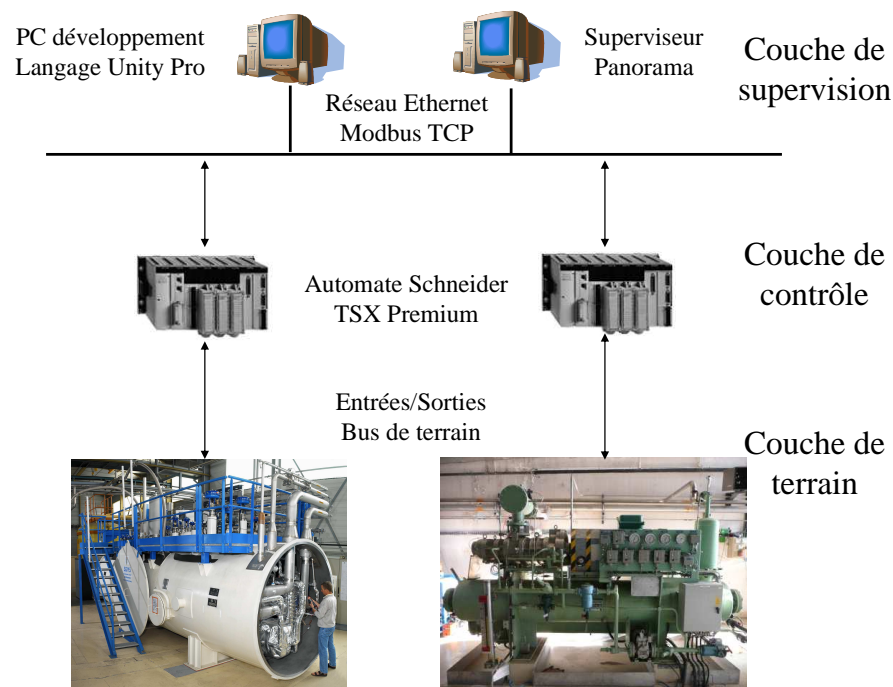 PC développement
Langage Unity Pro
Superviseur
Panorama
Couche de
supervision
Réseau Ethernet
Modbus TCP
Automate Schneider
TSX Premium
Couche de
contrôle
Entrées/Sorties
Bus de terrain
Couche de
terrain